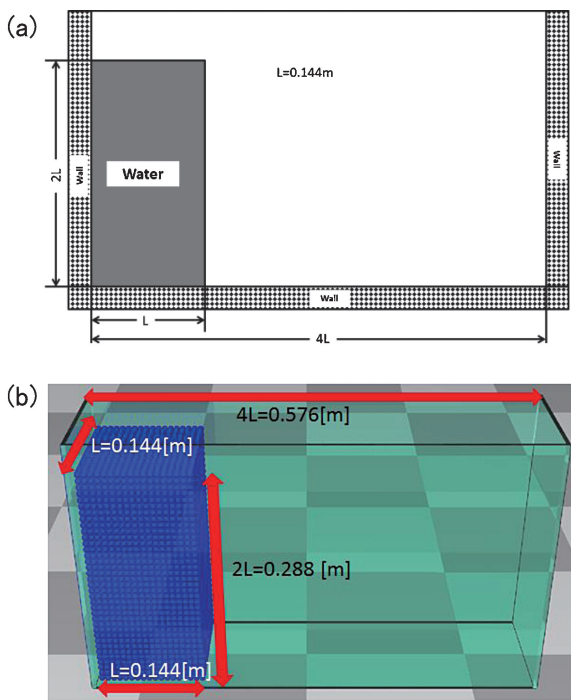 (a)
L=0.144m
2L
Wall
Water
Wall
Wall
L
4L
(b)
4L=0.576[m]
L=0.144[m]
2L=0.288 [m]
L=0.144[m]